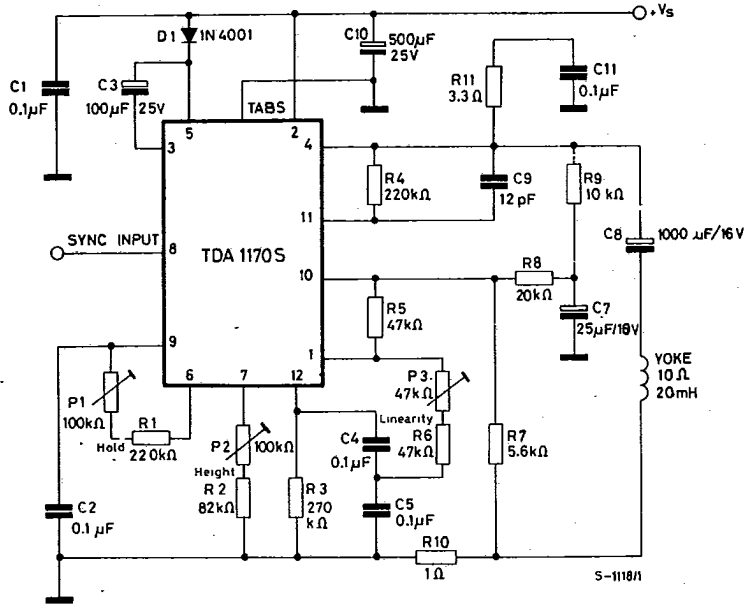 +Vs
D1
1N4001
C10
500µF
25V
C1
0.1µF
C3
100µF
25V
R11
3.3Ω
C11
0.1µF
TABS
5
2
3
4
R4
220kΩ
C9
12pF
R9
10 kΩ
11
C8
1000 µF/16V
SYNC INPUT
8
TDA 1170S
10
R8
20kΩ
R5
47kΩ
C7
25µF/16V
9
1
6
7
12
P3
47kΩ
YOKE
10Ω
20mH
P1
100kΩ
Linearity
Hold
R1
220kΩ
P2
100kΩ
Height
C4
0.1µF
R6
47kΩ
R7
5.6kΩ
C2
0.1µF
R2
82kΩ
R3
270
kΩ
C5
0.1µF
R10
1Ω
S-1118/1